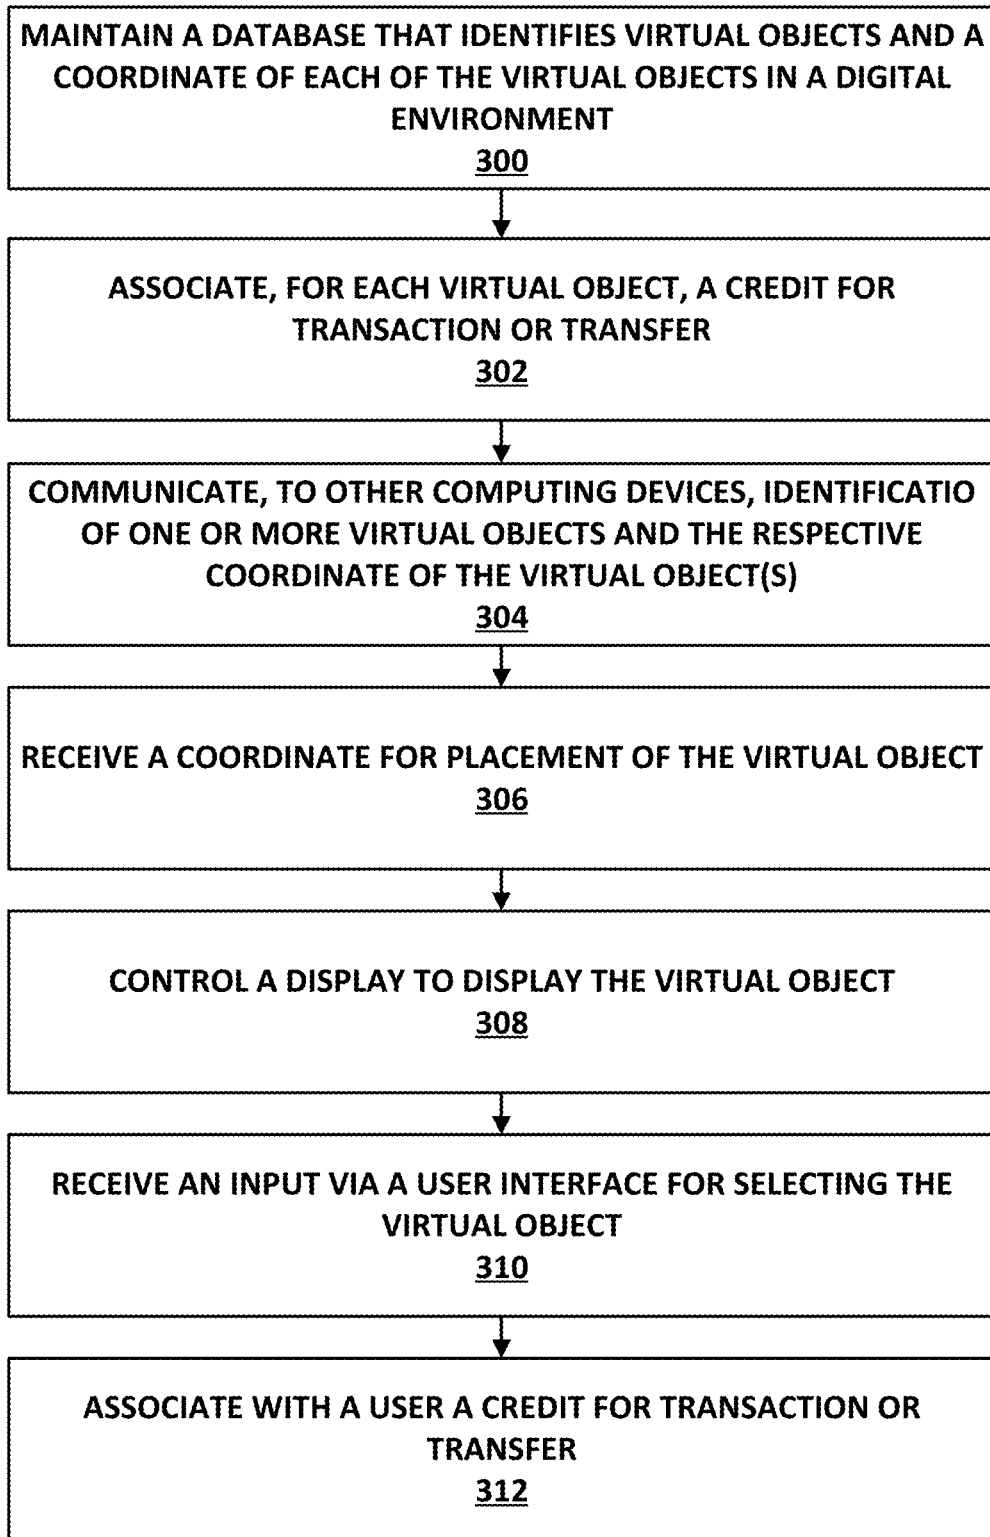 MAINTAIN A DATABASE THAT IDENTIFIES VIRTUAL OBJECTS AND A
COORDINATE OF EACH OF THE VIRTUAL OBJECTS IN A DIGITAL
ENVIRONMENT
300
ASSOCIATE, FOR EACH VIRTUAL OBJECT, A CREDIT FOR
TRANSACTION OR TRANSFER
302
COMMUNICATE, TO OTHER COMPUTING DEVICES, IDENTIFICATIO
OF ONE OR MORE VIRTUAL OBJECTS AND THE RESPECTIVE
COORDINATE OF THE VIRTUAL OBJECT(S)
304
RECEIVE A COORDINATE FOR PLACEMENT OF THE VIRTUAL OBJECT
306
CONTROL A DISPLAY TO DISPLAY THE VIRTUAL OBJECT
308
RECEIVE AN INPUT VIA A USER INTERFACE FOR SELECTING THE
VIRTUAL OBJECT
310
ASSOCIATE WITH A USER A CREDIT FOR TRANSACTION OR
TRANSFER
312